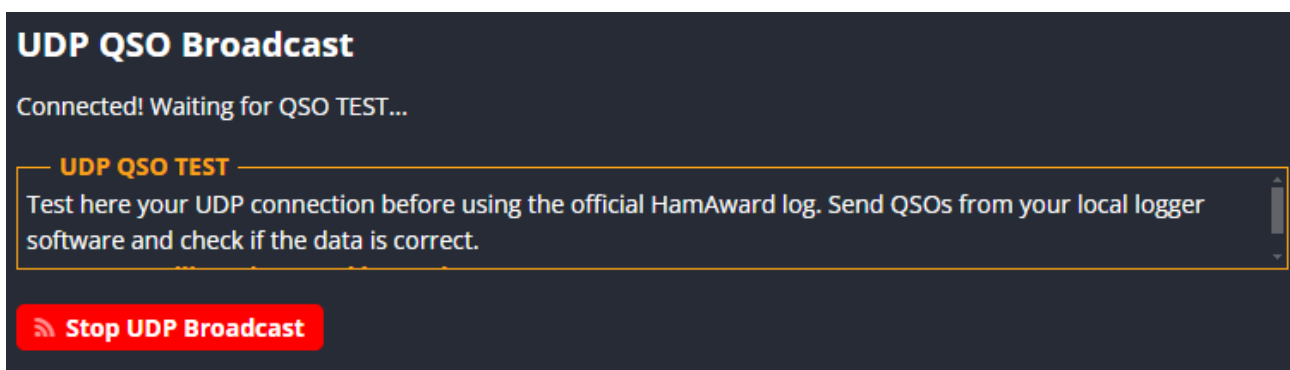 UDP QSO Broadcast
Connected! Waiting for QSO TEST...
UDP QSO TEST
Test here your UDP connection before using the official HamAward log. Send QSOs from your local logger
software and check if the data is correct.
Stop UDP Broadcast